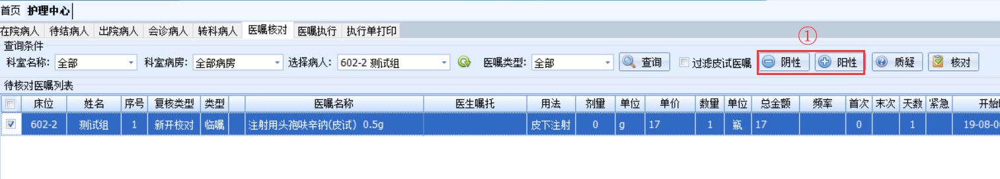 首页 护理中心
在院病人 待结病人 出院病人 会诊病人 转科病人 医嘱核对 医嘱执行 执行单打印
①
查询条件
科室名称: 全部 科室病房: 全部病房 选择病人: 602-2 测试组 医嘱类型: 全部 查询 过滤皮试医嘱 阴性 阳性 质疑 核对
待核对医嘱列表
床位 姓名 序号 复核类型 类型 医嘱名称 医生嘱托 用法 剂量 单位 单价 数量 单位 总金额 频率 首次 末次 天数 紧急 开始
602-2 测试组 1 新开核对 临嘱 注射用头孢呋辛钠(皮试) 0.5g 皮下注射 0 g 17 1 瓶 17 0 1 19-08-0